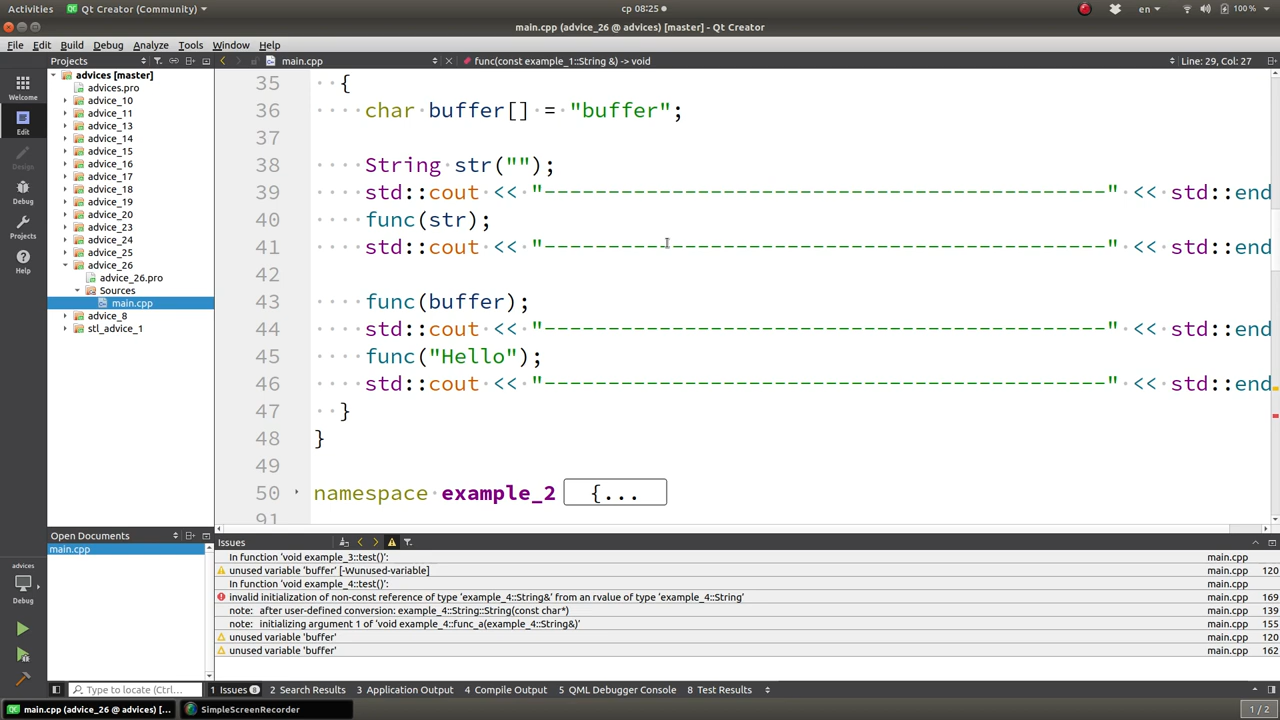 Activities Qt Creator (Community) ср 08:25 en 100 %
main.cpp (advice_26 @ advices) [master] - Qt Creator
File Edit Build Debug Analyze Tools Window Help
Projects main.cpp func(const example_1::String &) -> void Line: 29, Col: 27
Welcome
Edit
Design
Debug
Projects
Help
advices [master]
advices.pro
advice_10
advice_11
advice_13
advice_14
advice_15
advice_16
advice_17
advice_18
advice_19
advice_20
advice_23
advice_24
advice_25
advice_26
advice_26.pro
Sources
main.cpp
advice_8
stl_advice_1
35 {
36 char buffer[] = "buffer";
37
38 String str("");
39 std::cout << "--------------------------------------------" << std::end
40 func(str);
41 std::cout << "--------------------------------------------" << std::end
42
43 func(buffer);
44 std::cout << "--------------------------------------------" << std::end
45 func("Hello");
46 std::cout << "--------------------------------------------" << std::end
47 }
48 }
49
50 namespace example_2 {...
91
Open Documents
main.cpp
Issues
In function 'void example_3::test()': main.cpp
unused variable 'buffer' [-Wunused-variable] main.cpp 120
In function 'void example_4::test()': main.cpp
invalid initialization of non-const reference of type 'example_4::String&' from an rvalue of type 'example_4::String' main.cpp 169
note: after user-defined conversion: example_4::String::String(const char*) main.cpp 139
note: initializing argument 1 of 'void example_4::func_a(example_4::String&)' main.cpp 155
unused variable 'buffer' main.cpp 120
unused variable 'buffer' main.cpp 162
advices
Debug
Type to locate (Ctrl... 1 Issues 8 2 Search Results 3 Application Output 4 Compile Output 5 QML Debugger Console 8 Test Results
main.cpp (advice_26 @ advices) [... SimpleScreenRecorder 1 / 2